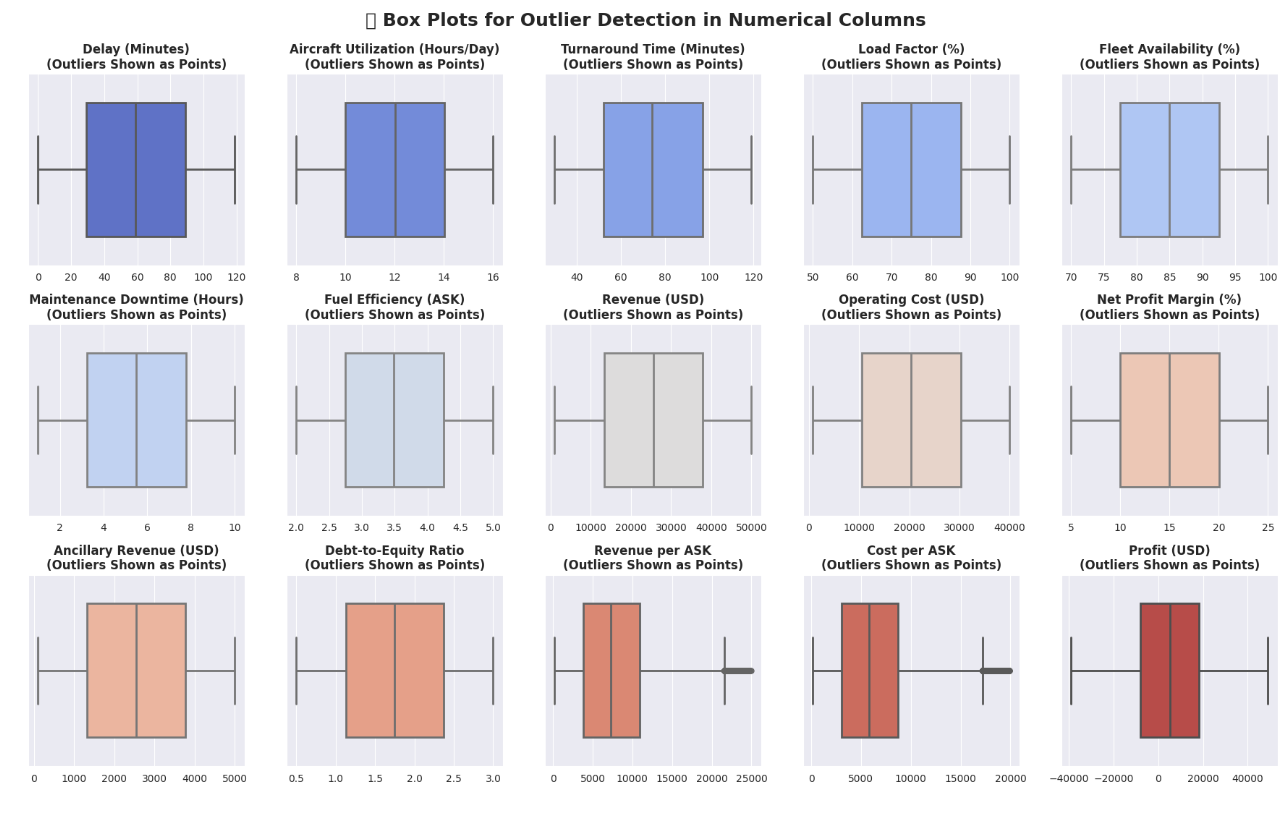 Box Plots for Outlier Detection in Numerical Columns
Delay (Minutes)
(Outliers Shown as Points)
0 20 40 60 80 100 120
Aircraft Utilization (Hours/Day)
(Outliers Shown as Points)
8 10 12 14 16
Turnaround Time (Minutes)
(Outliers Shown as Points)
40 60 80 100 120
Load Factor (%)
(Outliers Shown as Points)
50 60 70 80 90 100
Fleet Availability (%)
(Outliers Shown as Points)
70 75 80 85 90 95 100
Maintenance Downtime (Hours)
(Outliers Shown as Points)
2 4 6 8 10
Fuel Efficiency (ASK)
(Outliers Shown as Points)
2.0 2.5 3.0 3.5 4.0 4.5 5.0
Revenue (USD)
(Outliers Shown as Points)
0 10000 20000 30000 40000 50000
Operating Cost (USD)
(Outliers Shown as Points)
0 10000 20000 30000 40000
Net Profit Margin (%)
(Outliers Shown as Points)
5 10 15 20 25
Ancillary Revenue (USD)
(Outliers Shown as Points)
0 1000 2000 3000 4000 5000
Debt-to-Equity Ratio
(Outliers Shown as Points)
0.5 1.0 1.5 2.0 2.5 3.0
Revenue per ASK
(Outliers Shown as Points)
0 5000 10000 15000 20000 25000
Cost per ASK
(Outliers Shown as Points)
0 5000 10000 15000 20000
Profit (USD)
(Outliers Shown as Points)
−40000 −20000 0 20000 40000